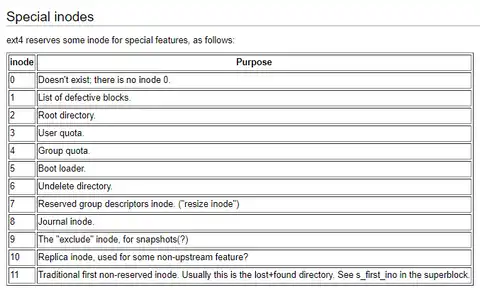 Special inodes
ext4 reserves some inode for special features, as follows:
inode Purpose
0 Doesn't exist; there is no inode 0.
1 List of defective blocks.
2 Root directory.
3 User quota.
4 Group quota.
5 Boot loader.
6 Undelete directory.
7 Reserved group descriptors inode. ("resize inode")
8 Journal inode.
9 The "exclude" inode, for snapshots(?)
10 Replica inode, used for some non-upstream feature?
11 Traditional first non-reserved inode. Usually this is the lost+found directory. See s_first_ino in the superblock.